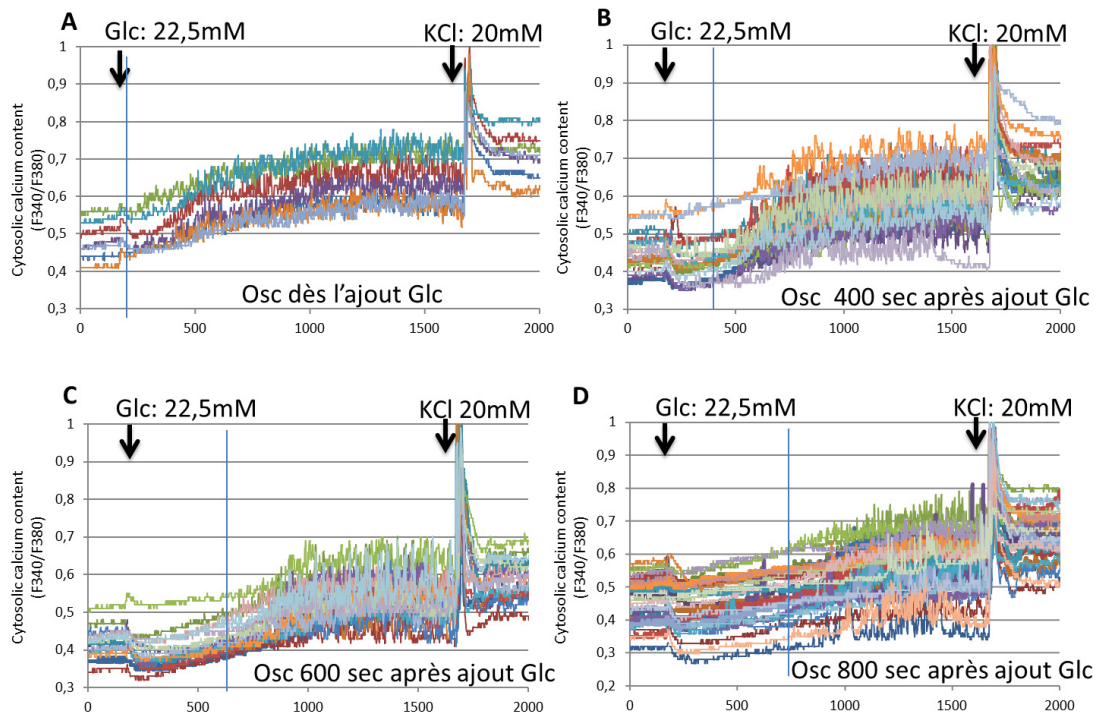 A
Glc: 22,5mM
KCl: 20mM
Cytosolic calcium content
(F340/F380)
1
0,9
0,8
0,7
0,6
0,5
0,4
0,3
Osc dès l’ajout Glc
0 500 1000 1500 2000
B
Glc: 22,5mM
KCl: 20mM
Cytosolic calcium content
(F340/F380)
1
0,9
0,8
0,7
0,6
0,5
0,4
0,3
Osc 400 sec après ajout Glc
0 500 1000 1500 2000
C
Glc: 22,5mM
KCl 20mM
Cytosolic calcium content
(F340/F380)
1
0,9
0,8
0,7
0,6
0,5
0,4
0,3
Osc 600 sec après ajout Glc
0 500 1000 1500 2000
D
Glc: 22,5mM
KCl: 20mM
Cytosolic calcium content
(F340/F380)
1
0,9
0,8
0,7
0,6
0,5
0,4
0,3
0,2
Osc 800 sec après ajout Glc
0 500 1000 1500 2000